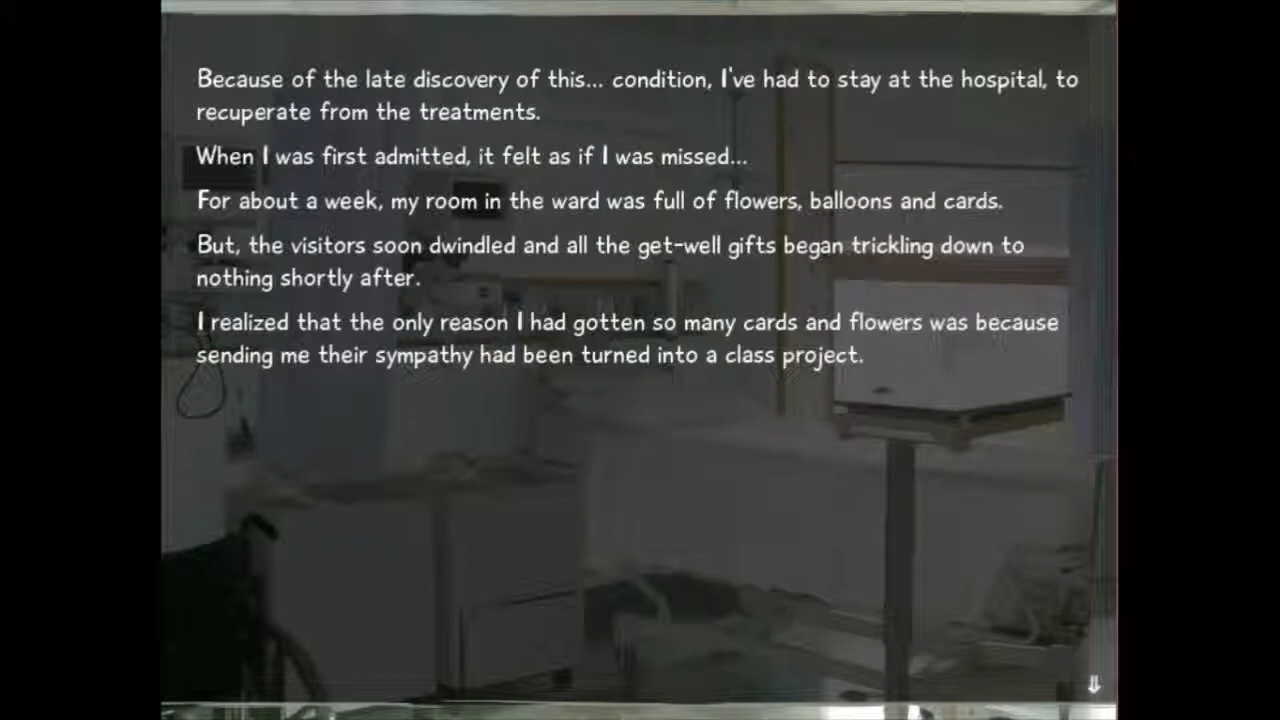 Because of the late discovery of this... condition, I've had to stay at the hospital, to
recuperate from the treatments.
When I was first admitted, it felt as if I was missed...
For about a week, my room in the ward was full of flowers, balloons and cards.
But, the visitors soon dwindled and all the get-well gifts began trickling down to
nothing shortly after.
I realized that the only reason I had gotten so many cards and flowers was because
sending me their sympathy had been turned into a class project.